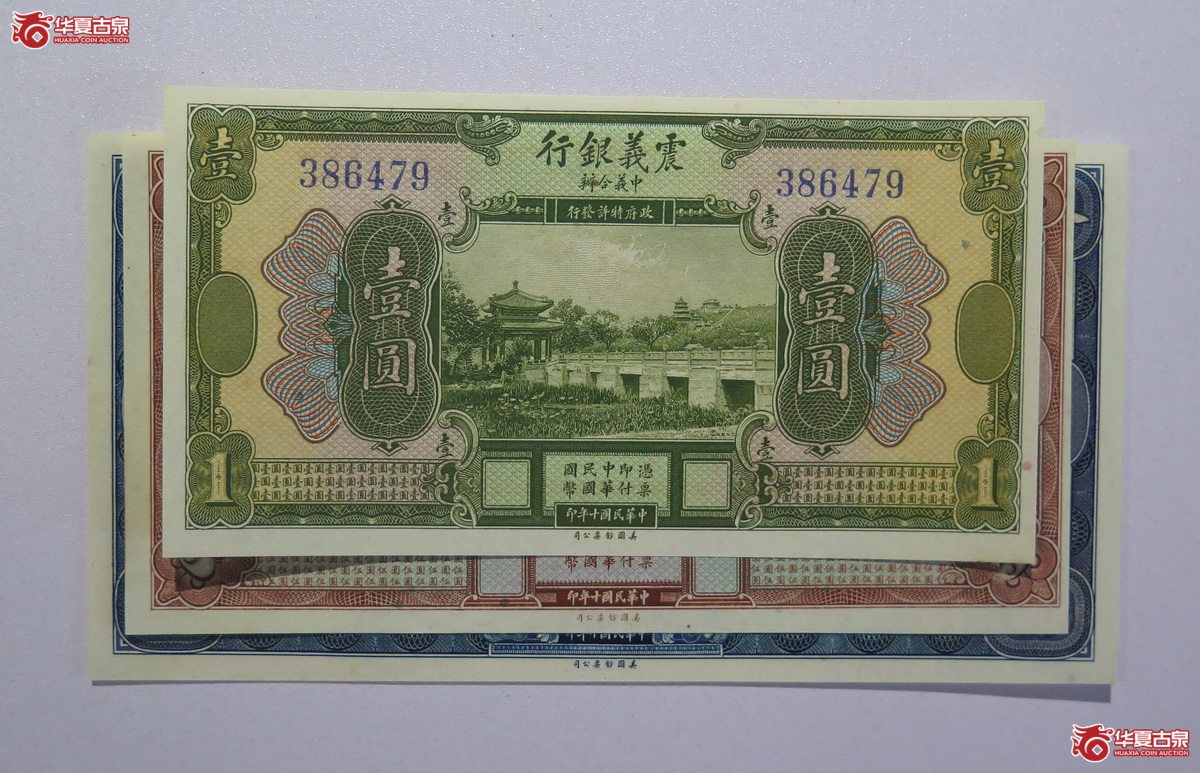 华夏古泉
HUAXIA COIN AUCTION
壹
震義銀行
壹
386479
中義合辦
386479
政府特許發行
壹
壹
壹圓
壹圓
壹
壹
憑票
即付
中華
民國
國幣
1
中華民國十年印
1
美國鈔票公司
中華民國十年印
美國鈔票公司
美國鈔票公司
华夏古泉
HUAXIA COIN AUCTION